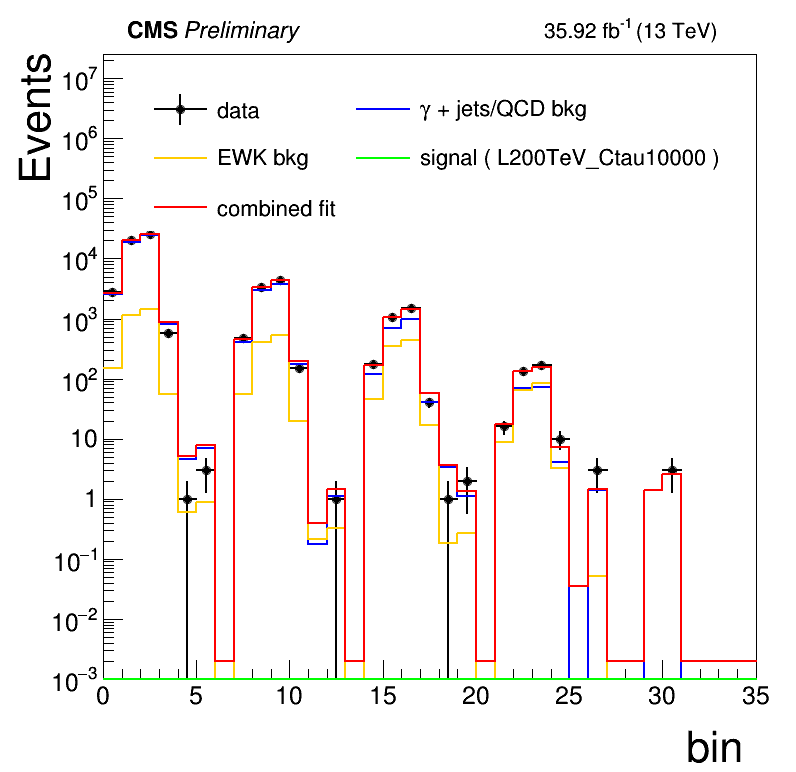 CMS Preliminary 35.92 fb⁻¹ (13 TeV)
Events
10⁷
10⁶
10⁵
10⁴
10³
10²
10
1
10⁻¹
10⁻²
10⁻³
data
γ + jets/QCD bkg
EWK bkg
signal ( L200TeV_Ctau10000 )
combined fit
0 5 10 15 20 25 30 35
bin